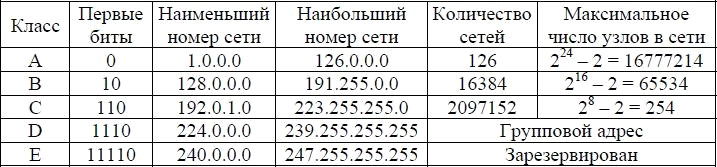 Класс | Первые биты | Наименьший номер сети | Наибольший номер сети | Количество сетей | Максимальное число узлов в сети
A | 0 | 1.0.0.0 | 126.0.0.0 | 126 | 2^24 – 2 = 16777214
B | 10 | 128.0.0.0 | 191.255.0.0 | 16384 | 2^16 – 2 = 65534
C | 110 | 192.0.1.0 | 223.255.255.0 | 2097152 | 2^8 – 2 = 254
D | 1110 | 224.0.0.0 | 239.255.255.255 | Групповой адрес
E | 11110 | 240.0.0.0 | 247.255.255.255 | Зарезервирован